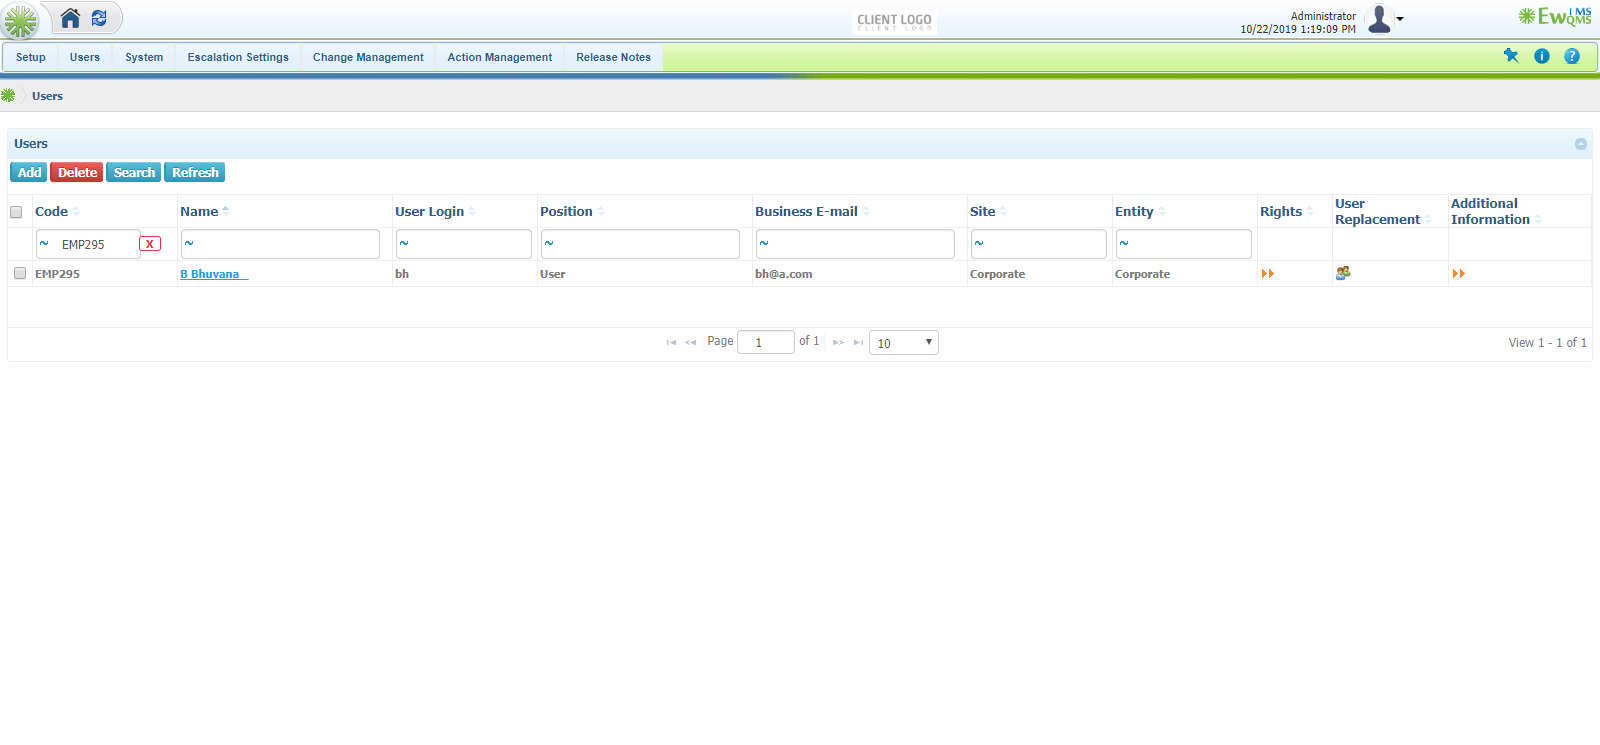 CLIENT LOGO
CLIENT LOGO
Administrator
10/22/2019 1:19:09 PM
EwQMS
Setup Users System Escalation Settings Change Management Action Management Release Notes
Users
Users
Add Delete Search Refresh
Code Name User Login Position Business E-mail Site Entity Rights User Replacement Additional Information
~ EMP295 X ~ ~ ~ ~ ~ ~
EMP295 B Bhuvana bh User bh@a.com Corporate Corporate
Page 1 of 1 10 View 1 - 1 of 1